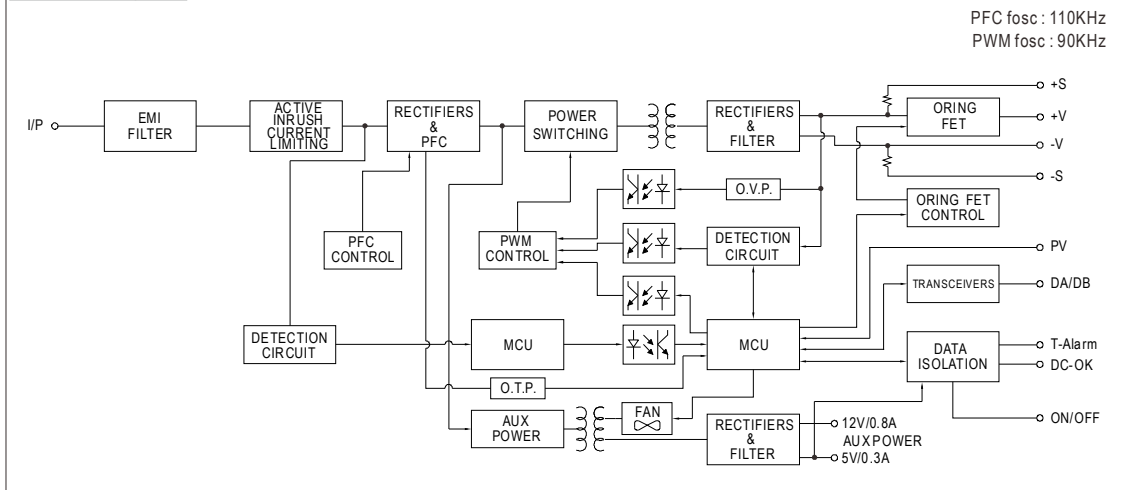 PFC fosc : 110KHz
PWM fosc : 90KHz
I/P
EMI
FILTER
ACTIVE
INRUSH
CURRENT
LIMITING
RECTIFIERS
&
PFC
POWER
SWITCHING
RECTIFIERS
&
FILTER
ORING
FET
+S
+V
-V
-S
O.V.P.
ORING FET
CONTROL
PFC
CONTROL
PWM
CONTROL
DETECTION
CIRCUIT
PV
TRANSCEIVERS
DA/DB
DETECTION
CIRCUIT
MCU
MCU
DATA
ISOLATION
T-Alarm
DC-OK
O.T.P.
AUX
POWER
FAN
RECTIFIERS
&
FILTER
12V/0.8A
AUX POWER
5V/0.3A
ON/OFF